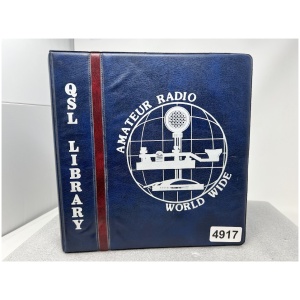 QSL LIBRARY
AMATEUR RADIO
WORLD WIDE
4917